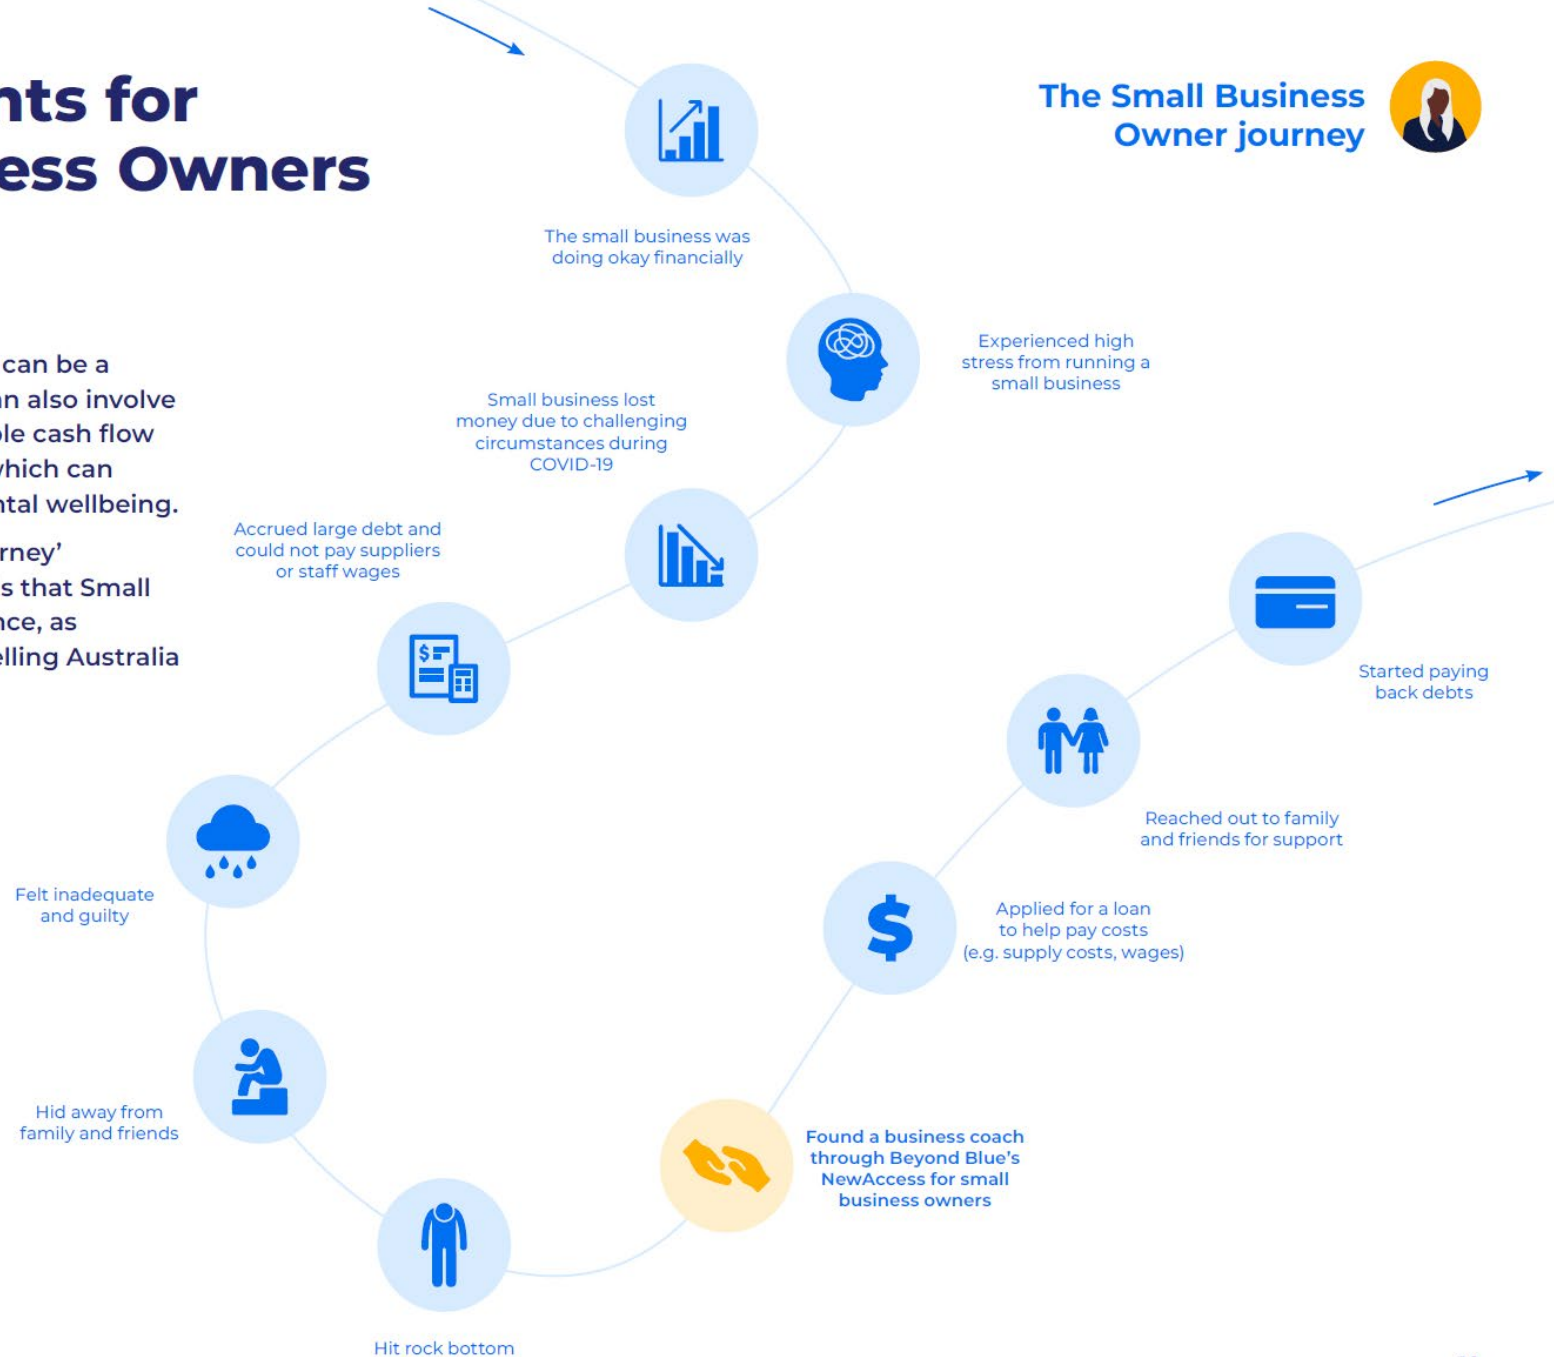 nts for
ess Owners
can be a
an also involve
ple cash flow
which can
ntal wellbeing.
rney’
s that Small
nce, as
elling Australia
The Small Business
Owner journey
The small business was
doing okay financially
Experienced high
stress from running a
small business
Small business lost
money due to challenging
circumstances during
COVID-19
Accrued large debt and
could not pay suppliers
or staff wages
$
Felt inadequate
and guilty
Hid away from
family and friends
Hit rock bottom
Found a business coach
through Beyond Blue’s
NewAccess for small
business owners
$
Applied for a loan
to help pay costs
(e.g. supply costs, wages)
Reached out to family
and friends for support
Started paying
back debts